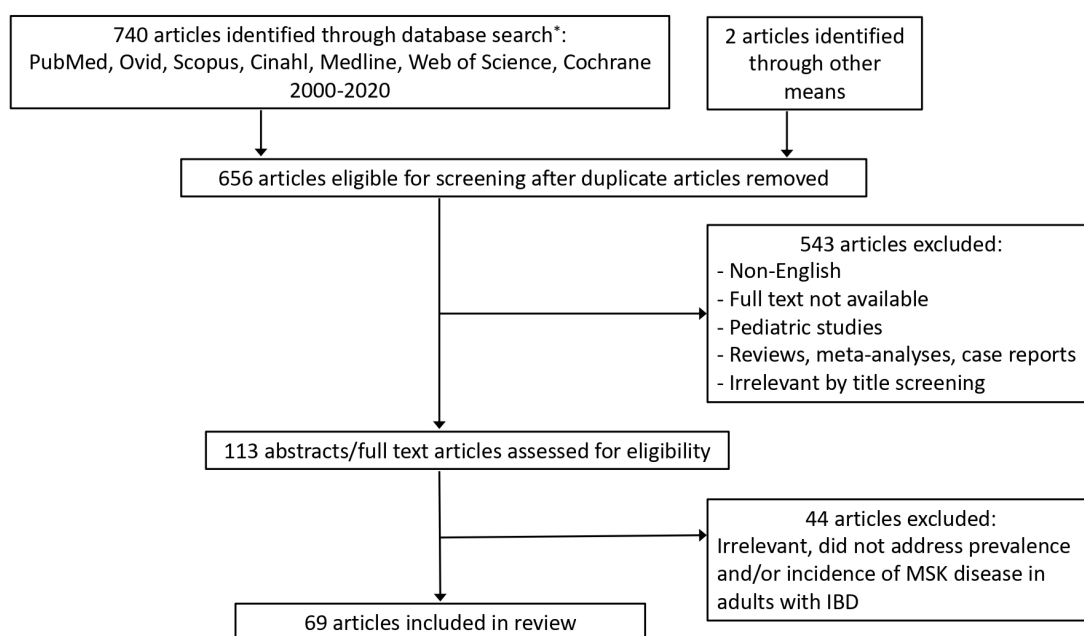 740 articles identified through database search*:
PubMed, Ovid, Scopus, Cinahl, Medline, Web of Science, Cochrane
2000-2020
2 articles identified
through other
means
656 articles eligible for screening after duplicate articles removed
543 articles excluded:
- Non-English
- Full text not available
- Pediatric studies
- Reviews, meta-analyses, case reports
- Irrelevant by title screening
113 abstracts/full text articles assessed for eligibility
44 articles excluded:
Irrelevant, did not address prevalence
and/or incidence of MSK disease in
adults with IBD
69 articles included in review